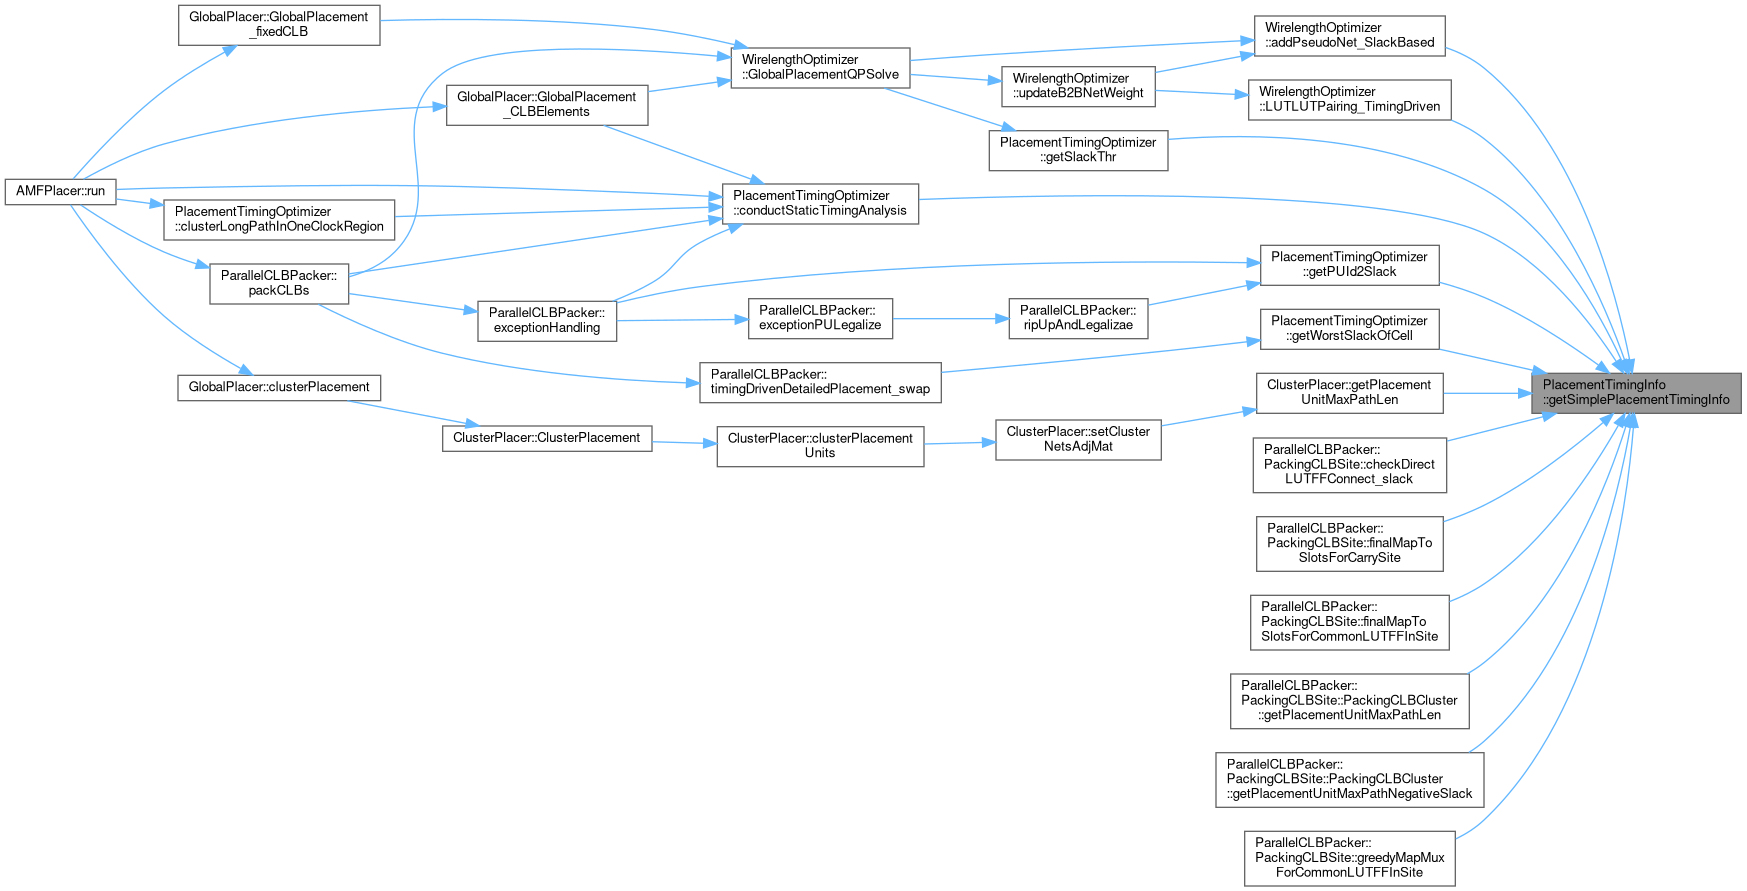 GlobalPlacer::GlobalPlacement
_fixedCLB
WirelengthOptimizer
::addPseudoNet_SlackBased
WirelengthOptimizer
::GlobalPlacementQPSolve
WirelengthOptimizer
::updateB2BNetWeight
WirelengthOptimizer
::LUTLUTPairing_TimingDriven
GlobalPlacer::GlobalPlacement
_CLBElements
PlacementTimingOptimizer
::getSlackThr
AMFPlacer::run
PlacementTimingOptimizer
::clusterLongPathInOneClockRegion
PlacementTimingOptimizer
::conductStaticTimingAnalysis
ParallelCLBPacker::
packCLBs
PlacementTimingOptimizer
::getPUId2Slack
ParallelCLBPacker::
exceptionHandling
ParallelCLBPacker::
exceptionPULegalize
ParallelCLBPacker::
ripUpAndLegalizae
PlacementTimingOptimizer
::getWorstSlackOfCell
ParallelCLBPacker::
timingDrivenDetailedPlacement_swap
GlobalPlacer::clusterPlacement
ClusterPlacer::getPlacement
UnitMaxPathLen
PlacementTimingInfo
::getSimplePlacementTimingInfo
ClusterPlacer::ClusterPlacement
ClusterPlacer::clusterPlacement
Units
ClusterPlacer::setCluster
NetsAdjMat
ParallelCLBPacker::
PackingCLBSite::checkDirect
LUTFFConnect_slack
ParallelCLBPacker::
PackingCLBSite::finalMapTo
SlotsForCarrySite
ParallelCLBPacker::
PackingCLBSite::finalMapTo
SlotsForCommonLUTFFInSite
ParallelCLBPacker::
PackingCLBSite::PackingCLBCluster
::getPlacementUnitMaxPathLen
ParallelCLBPacker::
PackingCLBSite::PackingCLBCluster
::getPlacementUnitMaxPathNegativeSlack
ParallelCLBPacker::
PackingCLBSite::greedyMapMux
ForCommonLUTFFInSite